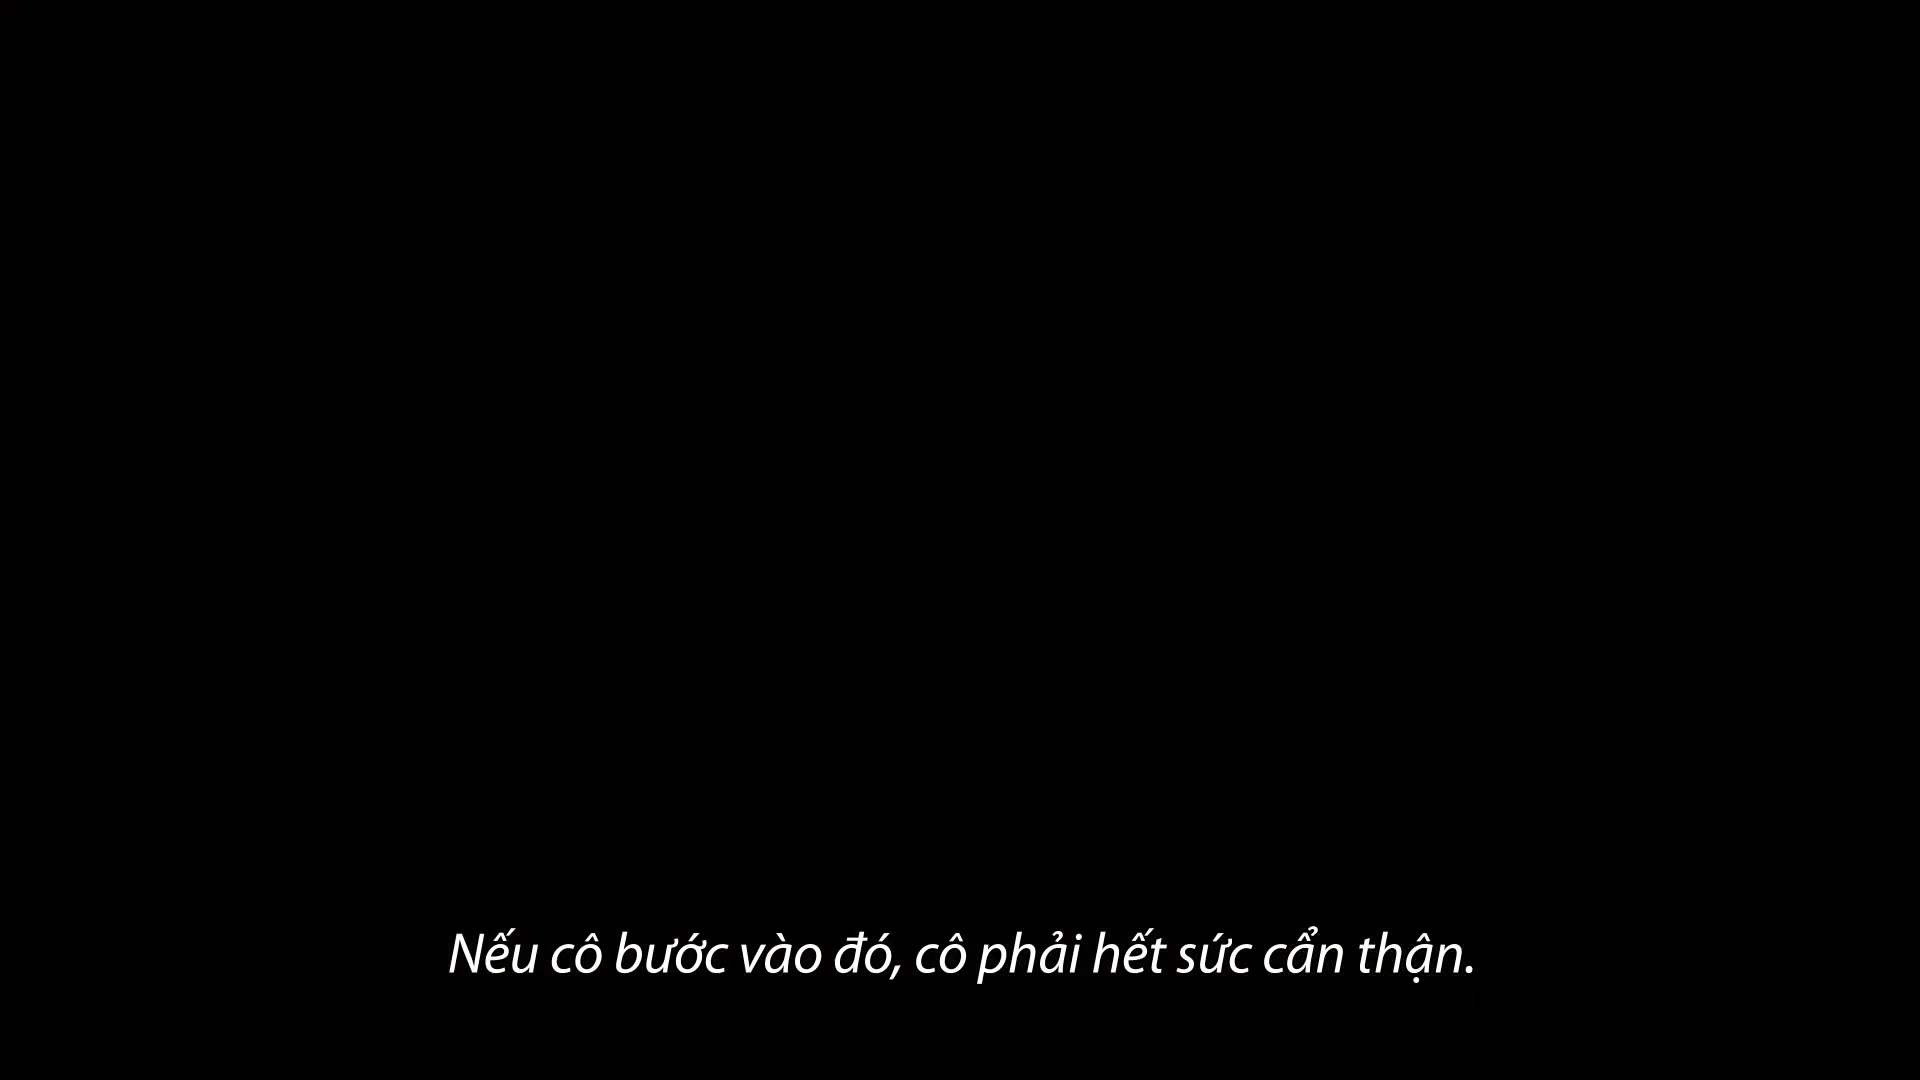 Nếu cô bước vào đó, cô phải hết sức cẩn thận.